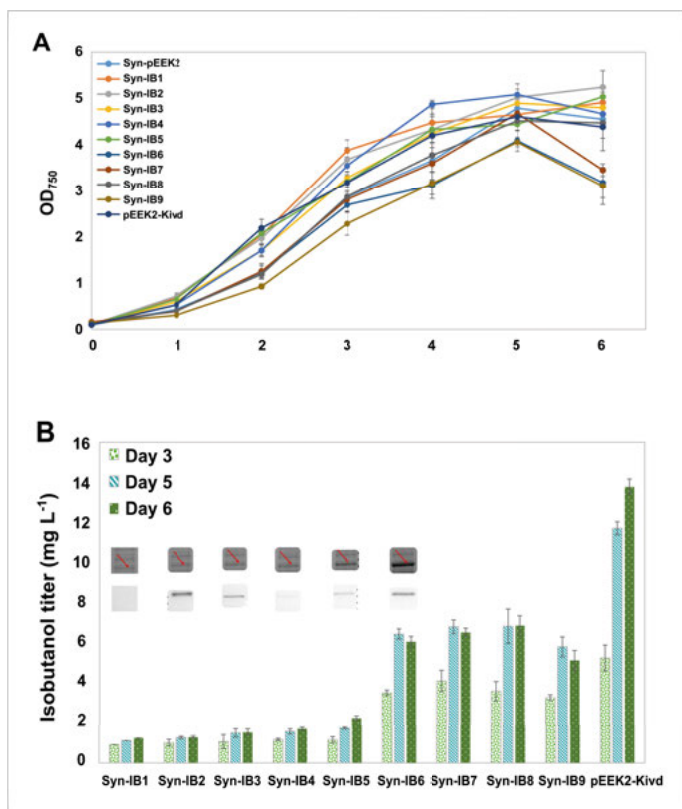 A
6
5
4
3
2
1
0
OD750
Syn-pEEK2
Syn-IB1
Syn-IB2
Syn-IB3
Syn-IB4
Syn-IB5
Syn-IB6
Syn-IB7
Syn-IB8
Syn-IB9
pEEK2-Kivd
0 1 2 3 4 5 6
B
16
14
12
10
8
6
4
2
0
Isobutanol titer (mg L-1)
Day 3
Day 5
Day 6
Syn-IB1 Syn-IB2 Syn-IB3 Syn-IB4 Syn-IB5 Syn-IB6 Syn-IB7 Syn-IB8 Syn-IB9 pEEK2-Kivd